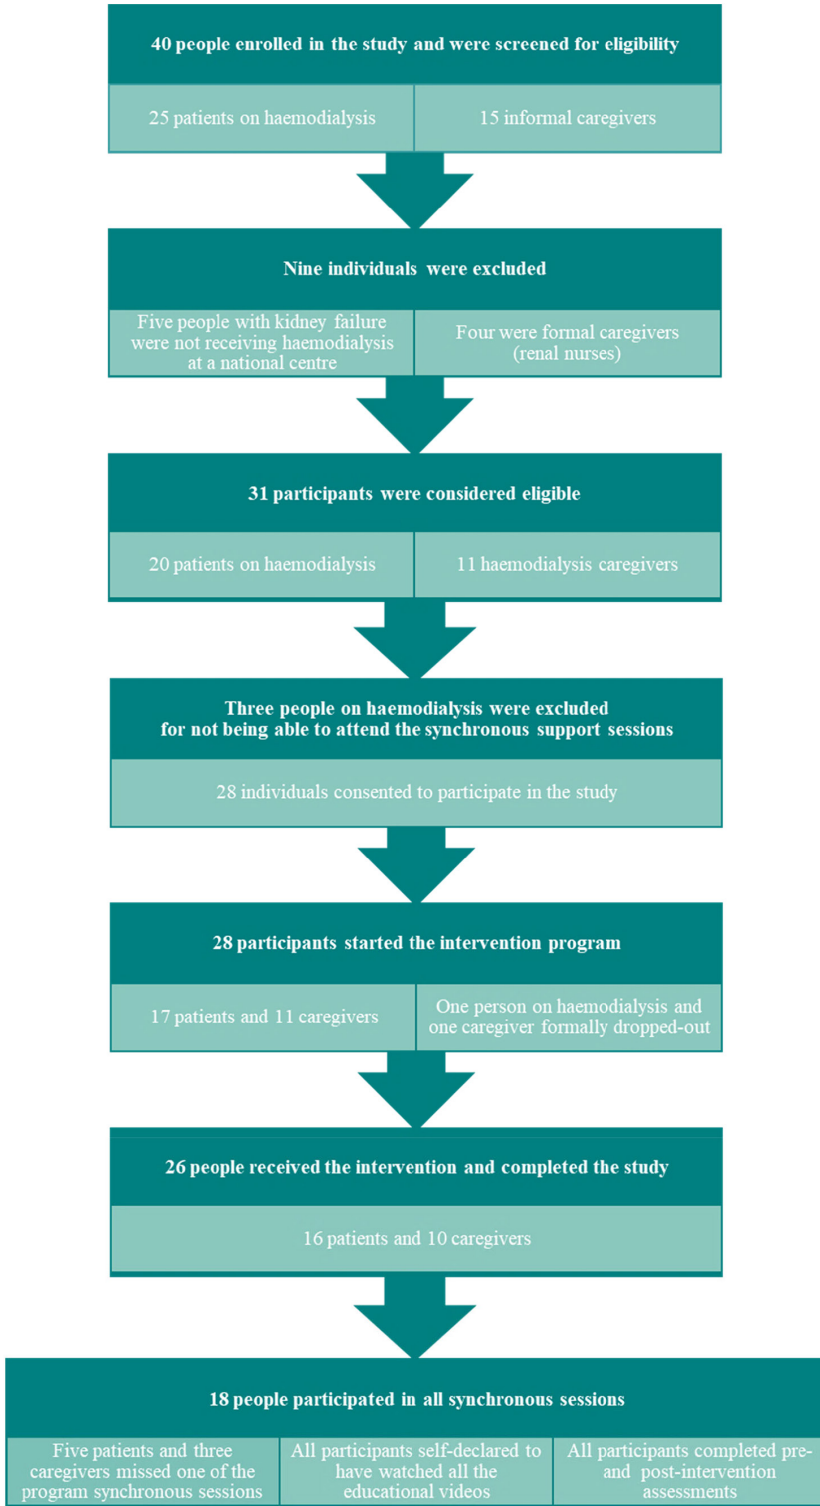 40 people enrolled in the study and were screened for eligibility
25 patients on haemodialysis
15 informal caregivers
Nine individuals were excluded
Five people with kidney failure
were not receiving haemodialysis
at a national centre
Four were formal caregivers
(renal nurses)
31 participants were considered eligible
20 patients on haemodialysis
11 haemodialysis caregivers
Three people on haemodialysis were excluded
for not being able to attend the synchronous support sessions
28 individuals consented to participate in the study
28 participants started the intervention program
17 patients and 11 caregivers
One person on haemodialysis and
one caregiver formally dropped-out
26 people received the intervention and completed the study
16 patients and 10 caregivers
18 people participated in all synchronous sessions
Five patients and three
caregivers missed one of the
program synchronous sessions
All participants self-declared to
have watched all the
educational videos
All participants completed pre-
and post-intervention
assessments